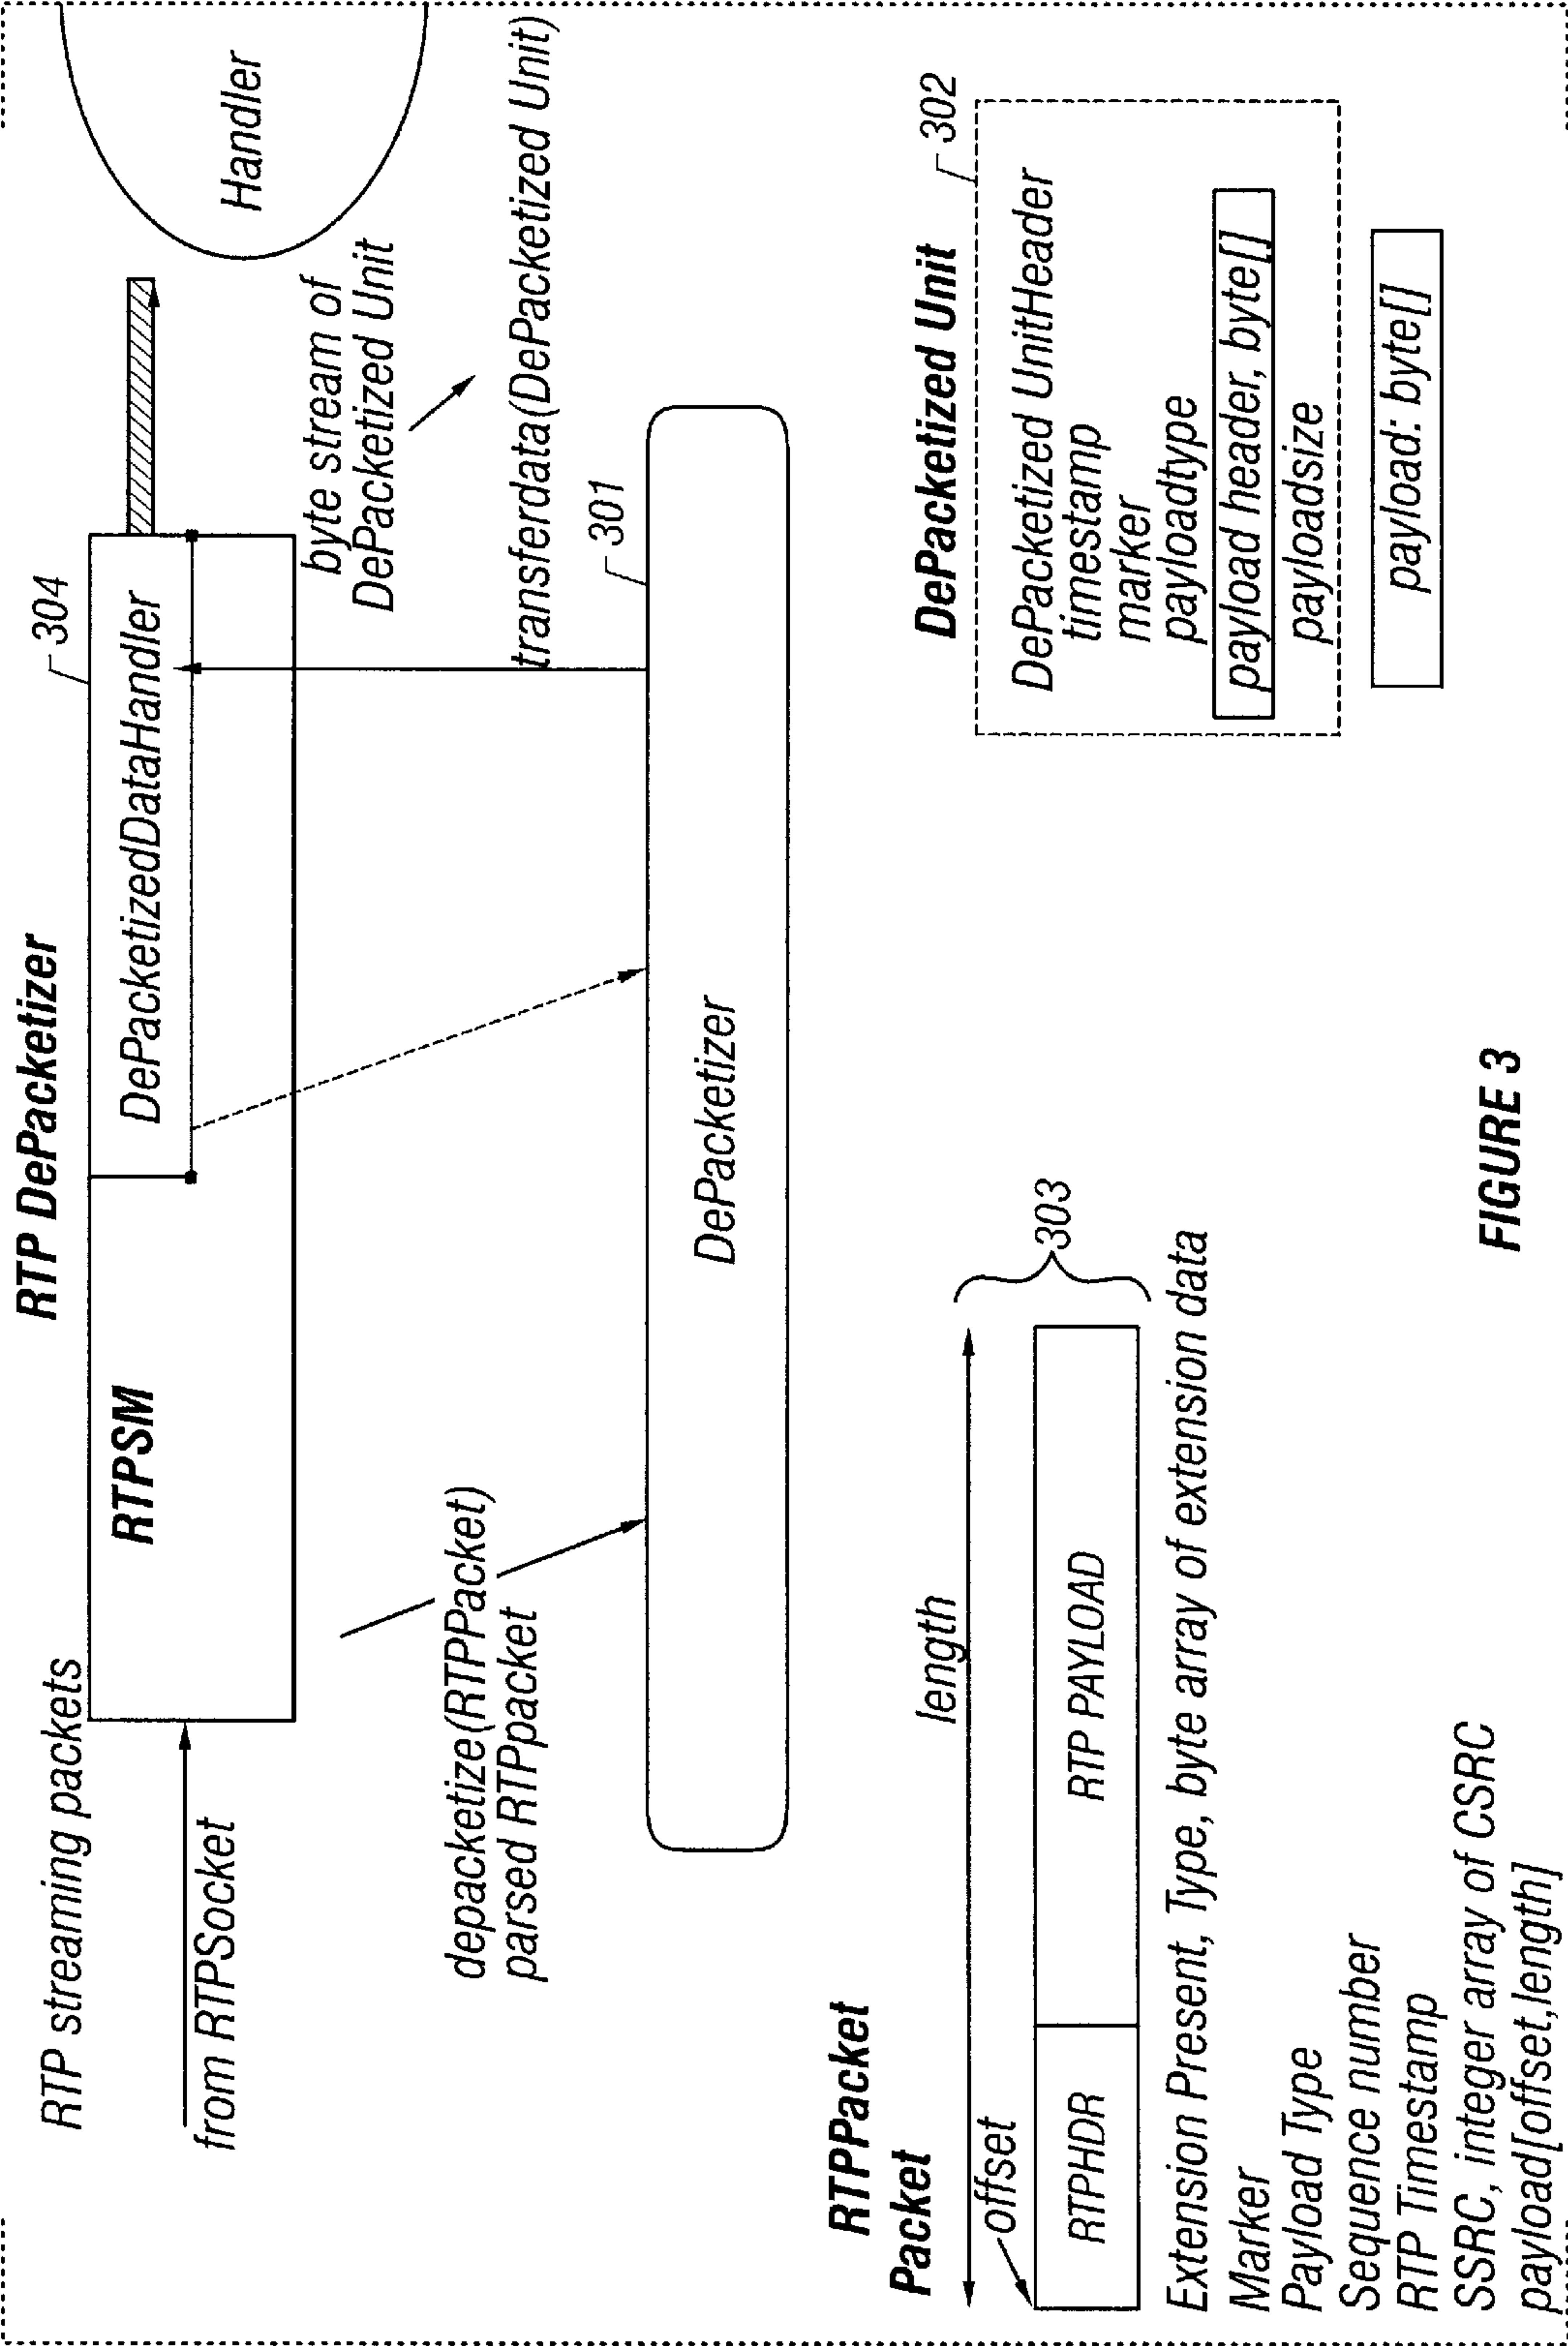 RTP DePacketizer
RTP streaming packets
304
RTPSM
DePacketizedDataHandler
Handler
from RTPSocket
byte stream of
DePacketized Unit
depacketize(RTPPacket)
parsed RTPpacket
transferdata(DePacketized Unit)
301
DePacketizer
RTPPacket
Packet
length
offset
303
RTPHDR
RTP PAYLOAD
Extension Present, Type, byte array of extension data
Marker
Payload Type
Sequence number
RTP Timestamp
SSRC, integer array of CSRC
payload[offset,length]
DePacketized Unit
302
DePacketized UnitHeader
timestamp
marker
payloadtype
payload header, byte[]
payloadsize
payload: byte[]
FIGURE 3